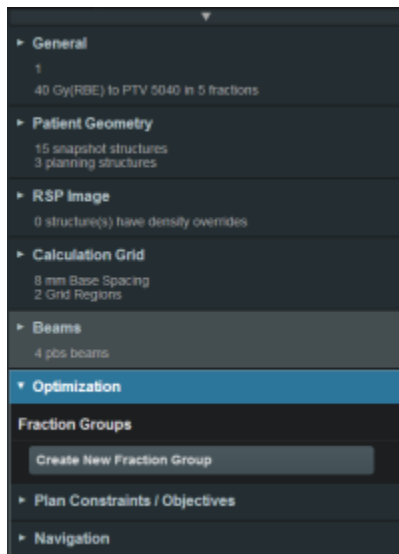 General
1
40 Gy(RBE) to PTV 5040 in 5 fractions
Patient Geometry
15 snapshot structures
3 planning structures
RSP Image
0 structure(s) have density overrides
Calculation Grid
8 mm Base Spacing
2 Grid Regions
Beams
4 pbs beams
Optimization
Fraction Groups
Create New Fraction Group
Plan Constraints / Objectives
Navigation